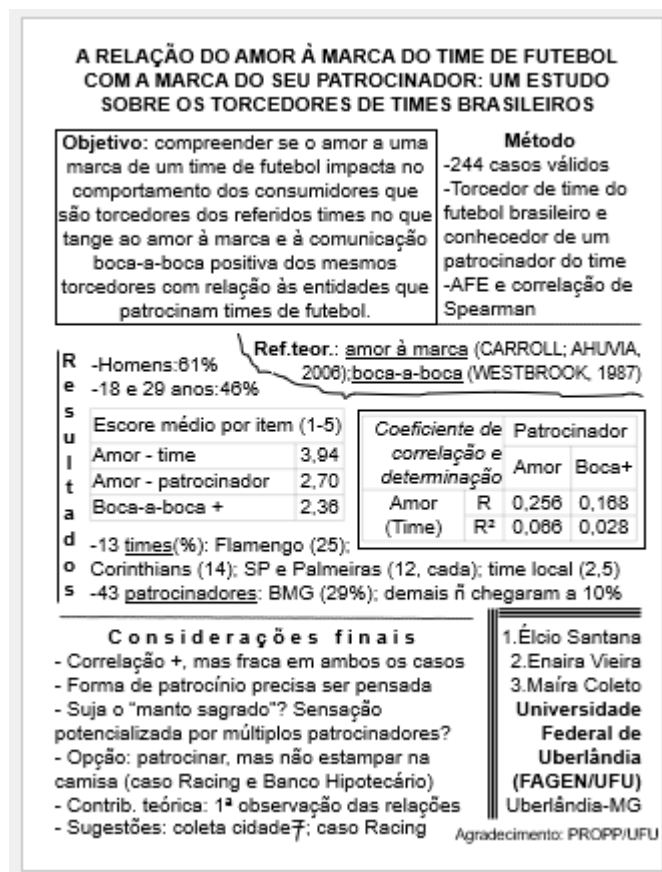 A RELAÇÃO DO AMOR À MARCA DO TIME DE FUTEBOL
COM A MARCA DO SEU PATROCINADOR: UM ESTUDO
SOBRE OS TORCEDORES DE TIMES BRASILEIROS
Objetivo: compreender se o amor a uma
marca de um time de futebol impacta no
comportamento dos consumidores que
são torcedores dos referidos times no que
tange ao amor à marca e à comunicação
boca-a-boca positiva dos mesmos
torcedores com relação às entidades que
patrocinam times de futebol.
Método
-244 casos válidos
-Torcedor de time do
futebol brasileiro e
conhecedor de um
patrocinador do time
-AFE e correlação de
Spearman
Ref.teor.: amor à marca (CARROLL; AHUVIA,
2006);boca-a-boca (WESTBROOK, 1987)
Resultados
-Homens:61%
-18 e 29 anos:46%
Escore médio por item (1-5)
Amor - time 3,94
Amor - patrocinador 2,70
Boca-a-boca + 2,36
Coeficiente de correlação e determinação Patrocinador
Amor Boca+
Amor (Time) R 0,256 0,168
R² 0,066 0,028
-13 times(%): Flamengo (25);
Corinthians (14); SP e Palmeiras (12, cada); time local (2,5)
-43 patrocinadores: BMG (29%); demais ñ chegaram a 10%
Considerações finais
- Correlação +, mas fraca em ambos os casos
- Forma de patrocínio precisa ser pensada
- Suja o “manto sagrado”? Sensação
potencializada por múltiplos patrocinadores?
- Opção: patrocinar, mas não estampar na
camisa (caso Racing e Banco Hipotecário)
- Contrib. teórica: 1ª observação das relações
- Sugestões: coleta cidade≠; caso Racing
1.Élcio Santana
2.Enaira Vieira
3.Maíra Coleto
Universidade
Federal de
Uberlândia
(FAGEN/UFU)
Uberlândia-MG
Agradecimento: PROPP/UFU